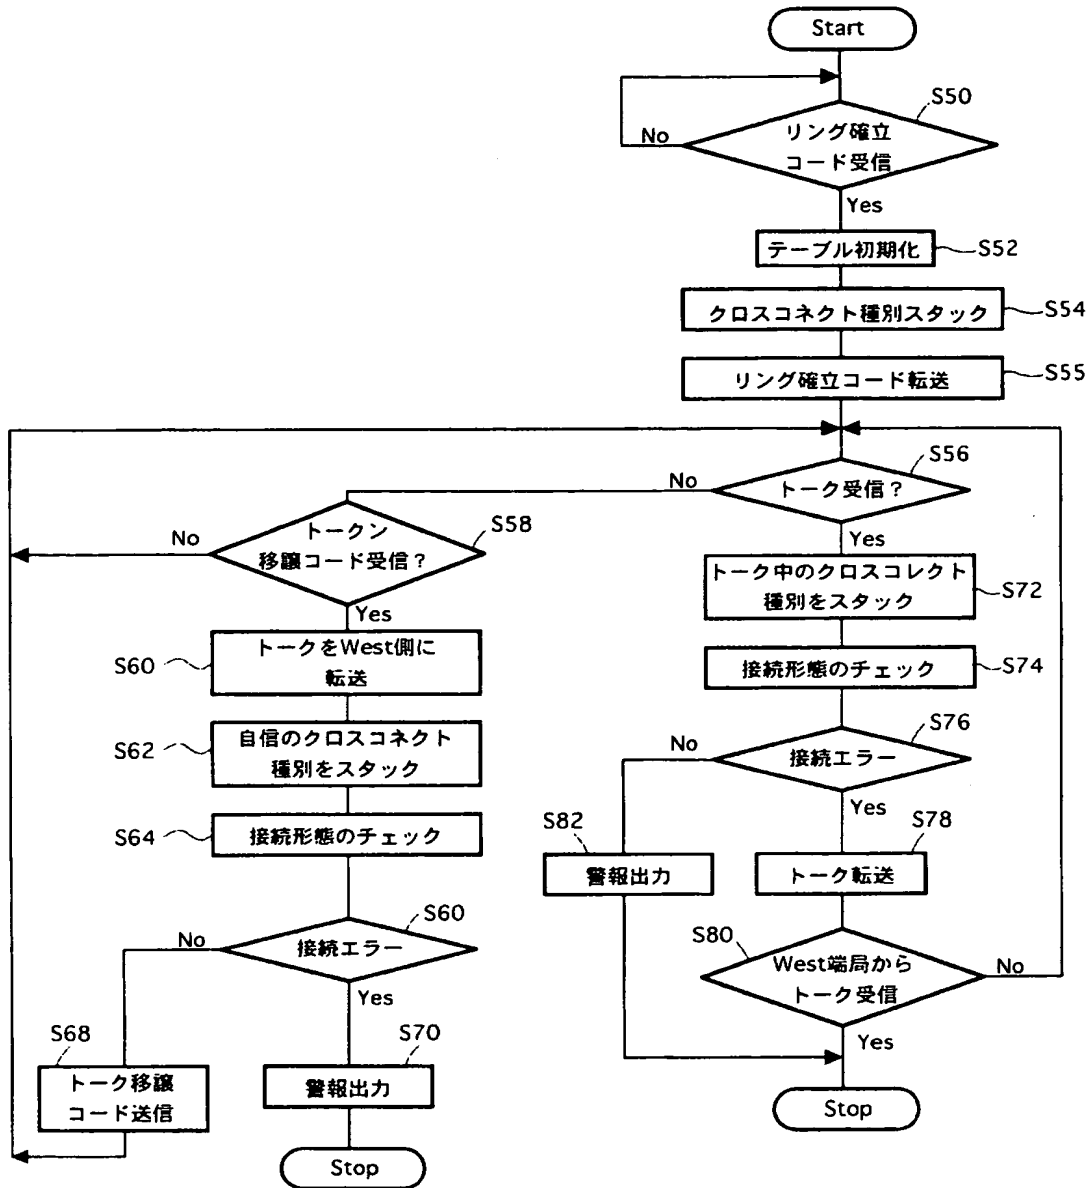 Start
S50
リング確立
コード受信
No
Yes
テーブル初期化
S52
クロスコネクト種別スタック
S54
リング確立コード転送
S55
S56
トーク受信？
No
Yes
トークン
移譲コード受信？
S58
No
Yes
トーク中のクロスコレクト
種別をスタック
S72
トークをWest側に
転送
S60
接続形態のチェック
S74
自信のクロスコネクト
種別をスタック
S62
S76
接続エラー
No
Yes
接続形態のチェック
S64
S82
警報出力
S78
トーク転送
S60
接続エラー
No
Yes
S80
West端局から
トーク受信
No
Yes
S68
トーク移譲
コード送信
S70
警報出力
Stop
Stop